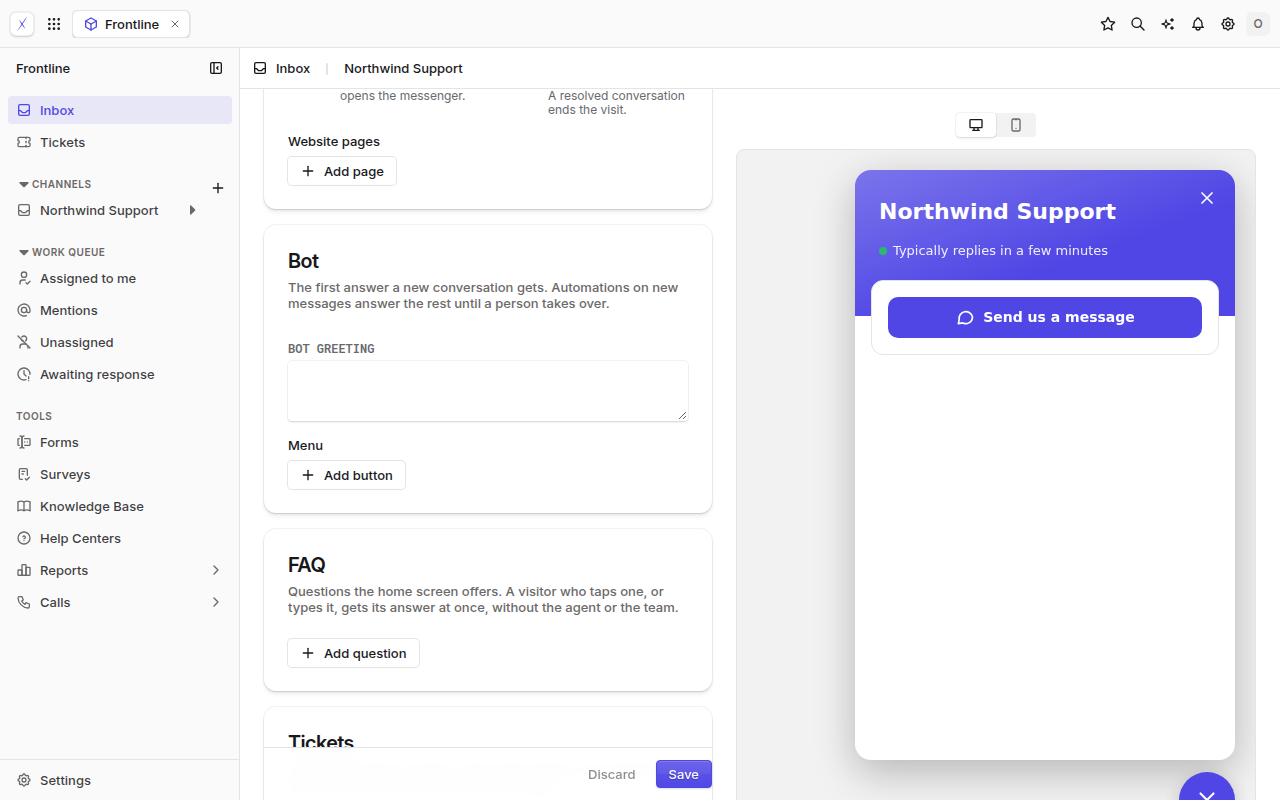 Frontline
O
Frontline
Inbox
Northwind Support
Inbox
Tickets
CHANNELS
Northwind Support
WORK QUEUE
Assigned to me
Mentions
Unassigned
Awaiting response
TOOLS
Forms
Surveys
Knowledge Base
Help Centers
Reports
Calls
Settings
opens the messenger.
A resolved conversation
ends the visit.
Website pages
Add page
Bot
The first answer a new conversation gets. Automations on new
messages answer the rest until a person takes over.
BOT GREETING
Menu
Add button
FAQ
Questions the home screen offers. A visitor who taps one, or
types it, gets its answer at once, without the agent or the team.
Add question
Tickets
Discard
Save
Northwind Support
Typically replies in a few minutes
Send us a message